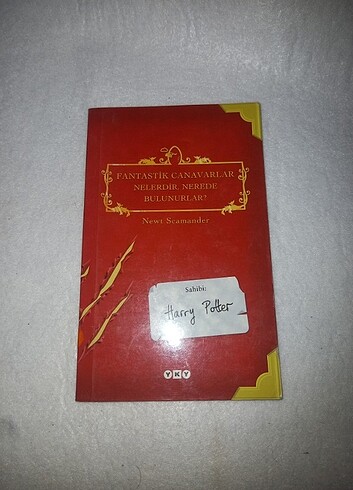 FANTASTİK CANAVARLAR
NELERDİR, NEREDE
BULUNURLAR?
Newt Scamander
Sahibi:
Harry Potter
YKY